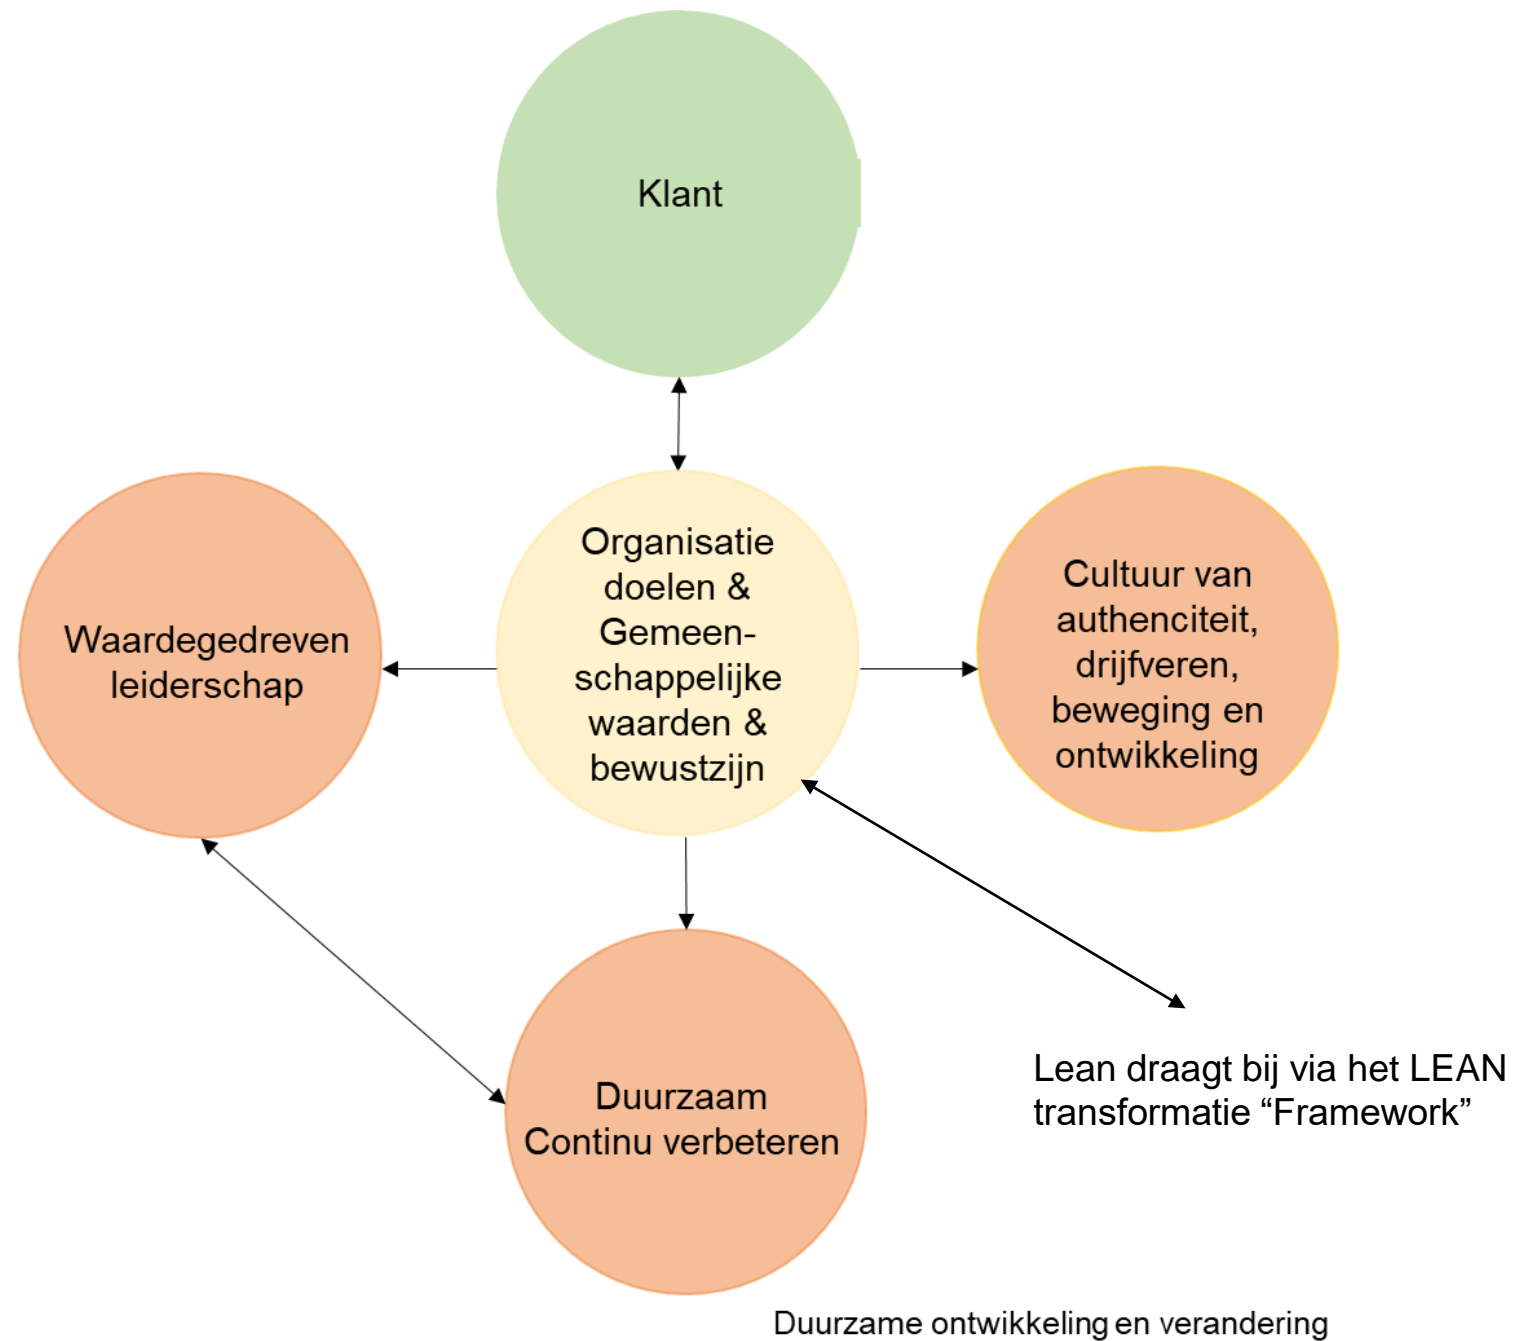 Klant
Organisatie
doelen &
Gemeen-
schappelijke
waarden &
bewustzijn
Waardegedreven
leiderschap
Cultuur van
authenciteit,
drijfveren,
beweging en
ontwikkeling
Duurzaam
Continu verbeteren
Lean draagt bij via het LEAN
transformatie “Framework”
Duurzame ontwikkeling en verandering